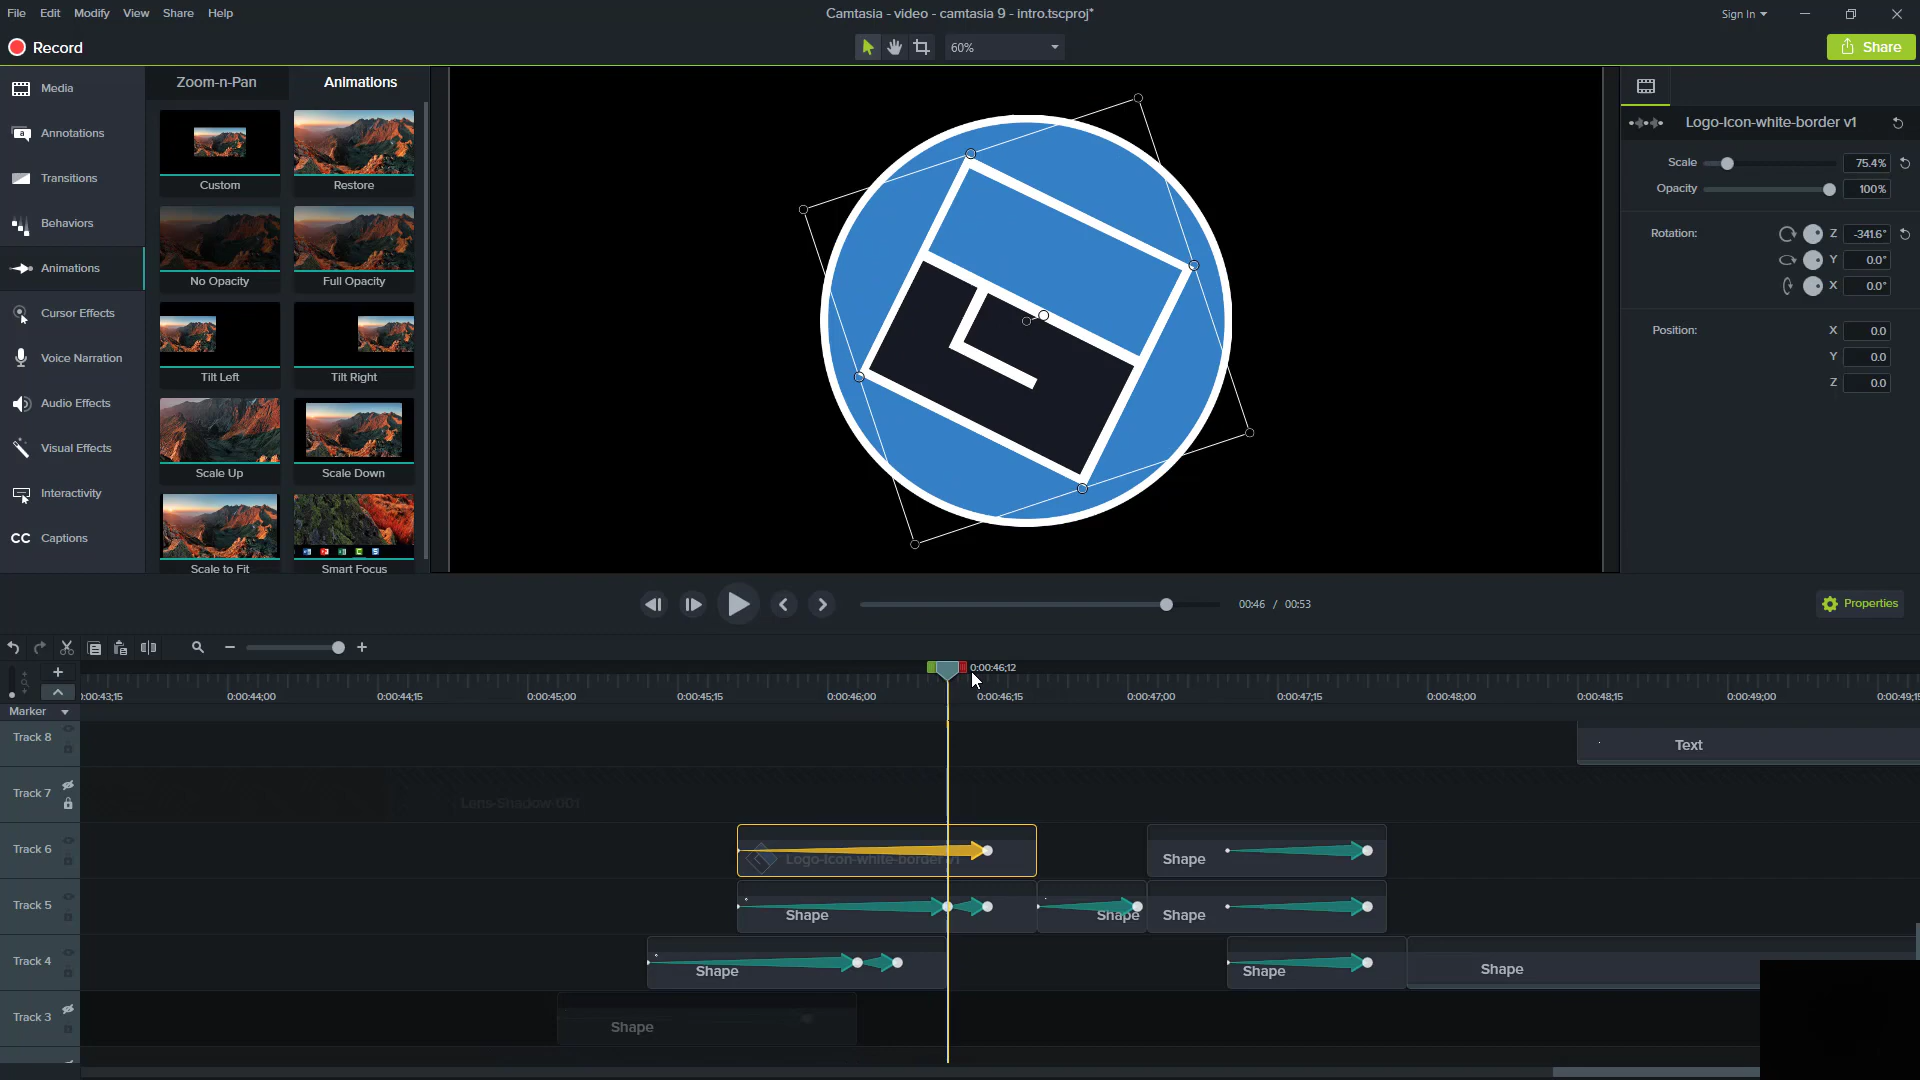 File Edit Modify View Share Help
Camtasia - video - camtasia 9 - intro.tscproj*
Sign In
Record
60%
Share
Media
Annotations
Transitions
Behaviors
Animations
Cursor Effects
Voice Narration
Audio Effects
Visual Effects
Interactivity
CC Captions
Zoom-n-Pan Animations
Custom Restore
No Opacity Full Opacity
Tilt Left Tilt Right
Scale Up Scale Down
Scale to Fit Smart Focus
Logo-Icon-white-border v1
Scale 75.4%
Opacity 100%
Rotation: Z -341.6°
Y 0.0°
X 0.0°
Position: X 0.0
Y 0.0
Z 0.0
00:46 / 00:53
Properties
0:00:46;12
0:00:43;15 0:00:44;00 0:00:44;15 0:00:45;00 0:00:45;15 0:00:46;00 0:00:46;15 0:00:47;00 0:00:47;15 0:00:48;00 0:00:48;15 0:00:49;00 0:00:49;15
Marker
Track 8 Text
Track 7 Lens-Shadow-001
Track 6 Logo-Icon-white-border v1 Shape
Track 5 Shape Shape Shape
Track 4 Shape Shape Shape
Track 3 Shape